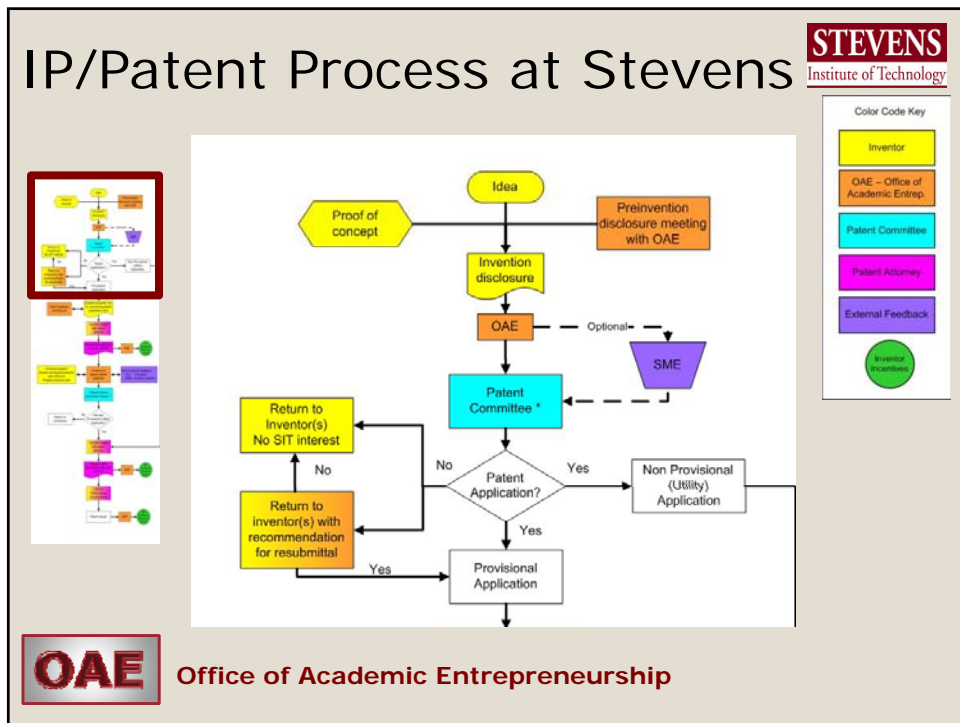 IP/Patent Process at Stevens
STEVENS
Institute of Technology
Color Code Key
Inventor
OAE – Office of
Academic Entrep.
Patent Committee
Patent Attorney
External Feedback
Inventor
Incentives
Idea
Proof of
concept
Preinvention
disclosure meeting
with OAE
Invention
disclosure
OAE
Optional
SME
Patent
Committee *
Return to
Inventor(s)
No SIT interest
No
No
Patent
Application?
Yes
Non Provisional
(Utility)
Application
Return to
inventor(s) with
recommendation
for resubmittal
Yes
Yes
Provisional
Application
OAE
Office of Academic Entrepreneurship